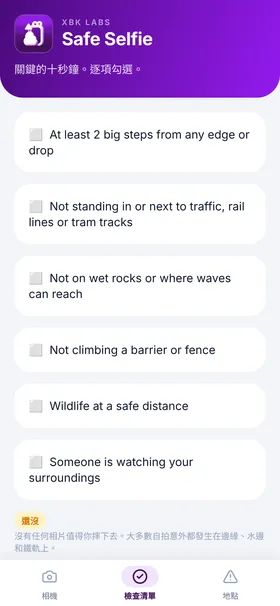 XBK LABS
Safe Selfie
關鍵的十秒鐘。逐項勾選。
At least 2 big steps from any edge or
drop
Not standing in or next to traffic, rail
lines or tram tracks
Not on wet rocks or where waves
can reach
Not climbing a barrier or fence
Wildlife at a safe distance
Someone is watching your
surroundings
還沒
沒有任何相片值得你摔下去。大多數自拍意外都發生在邊緣、水邊
和鐵軌上。
相機
檢查清單
地點